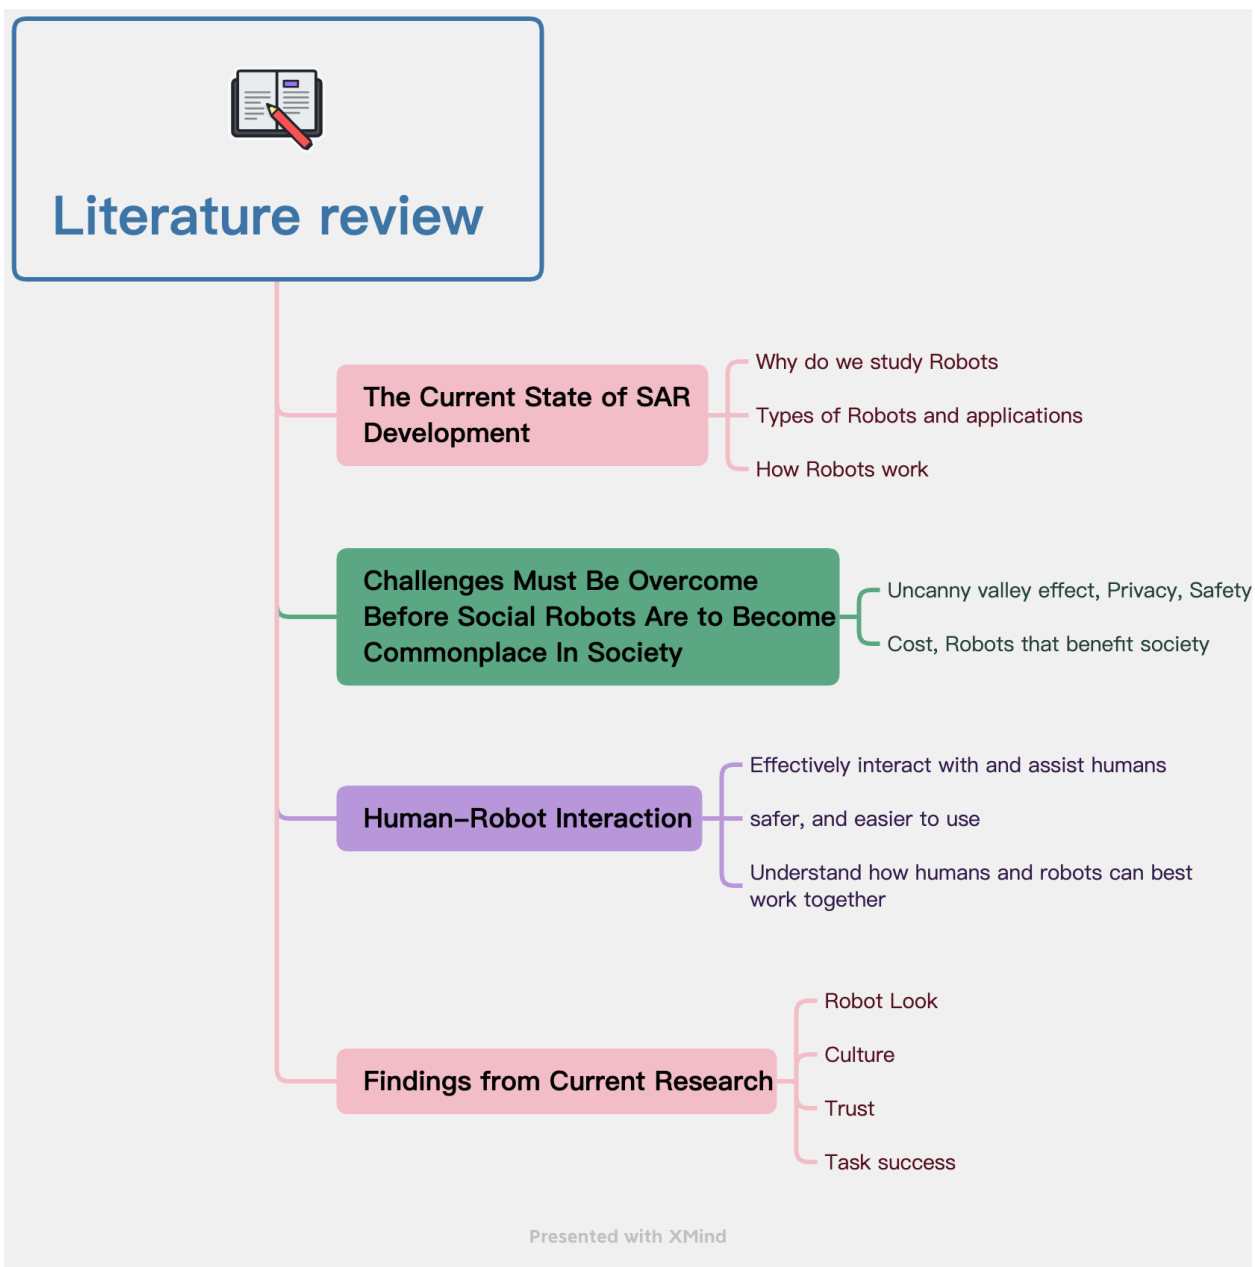 Literature review
The Current State of SAR
Development
Why do we study Robots
Types of Robots and applications
How Robots work
Challenges Must Be Overcome
Before Social Robots Are to Become
Commonplace In Society
Uncanny valley effect, Privacy, Safety
Cost, Robots that benefit society
Human–Robot Interaction
Effectively interact with and assist humans
safer, and easier to use
Understand how humans and robots can best
work together
Findings from Current Research
Robot Look
Culture
Trust
Task success
Presented with XMind